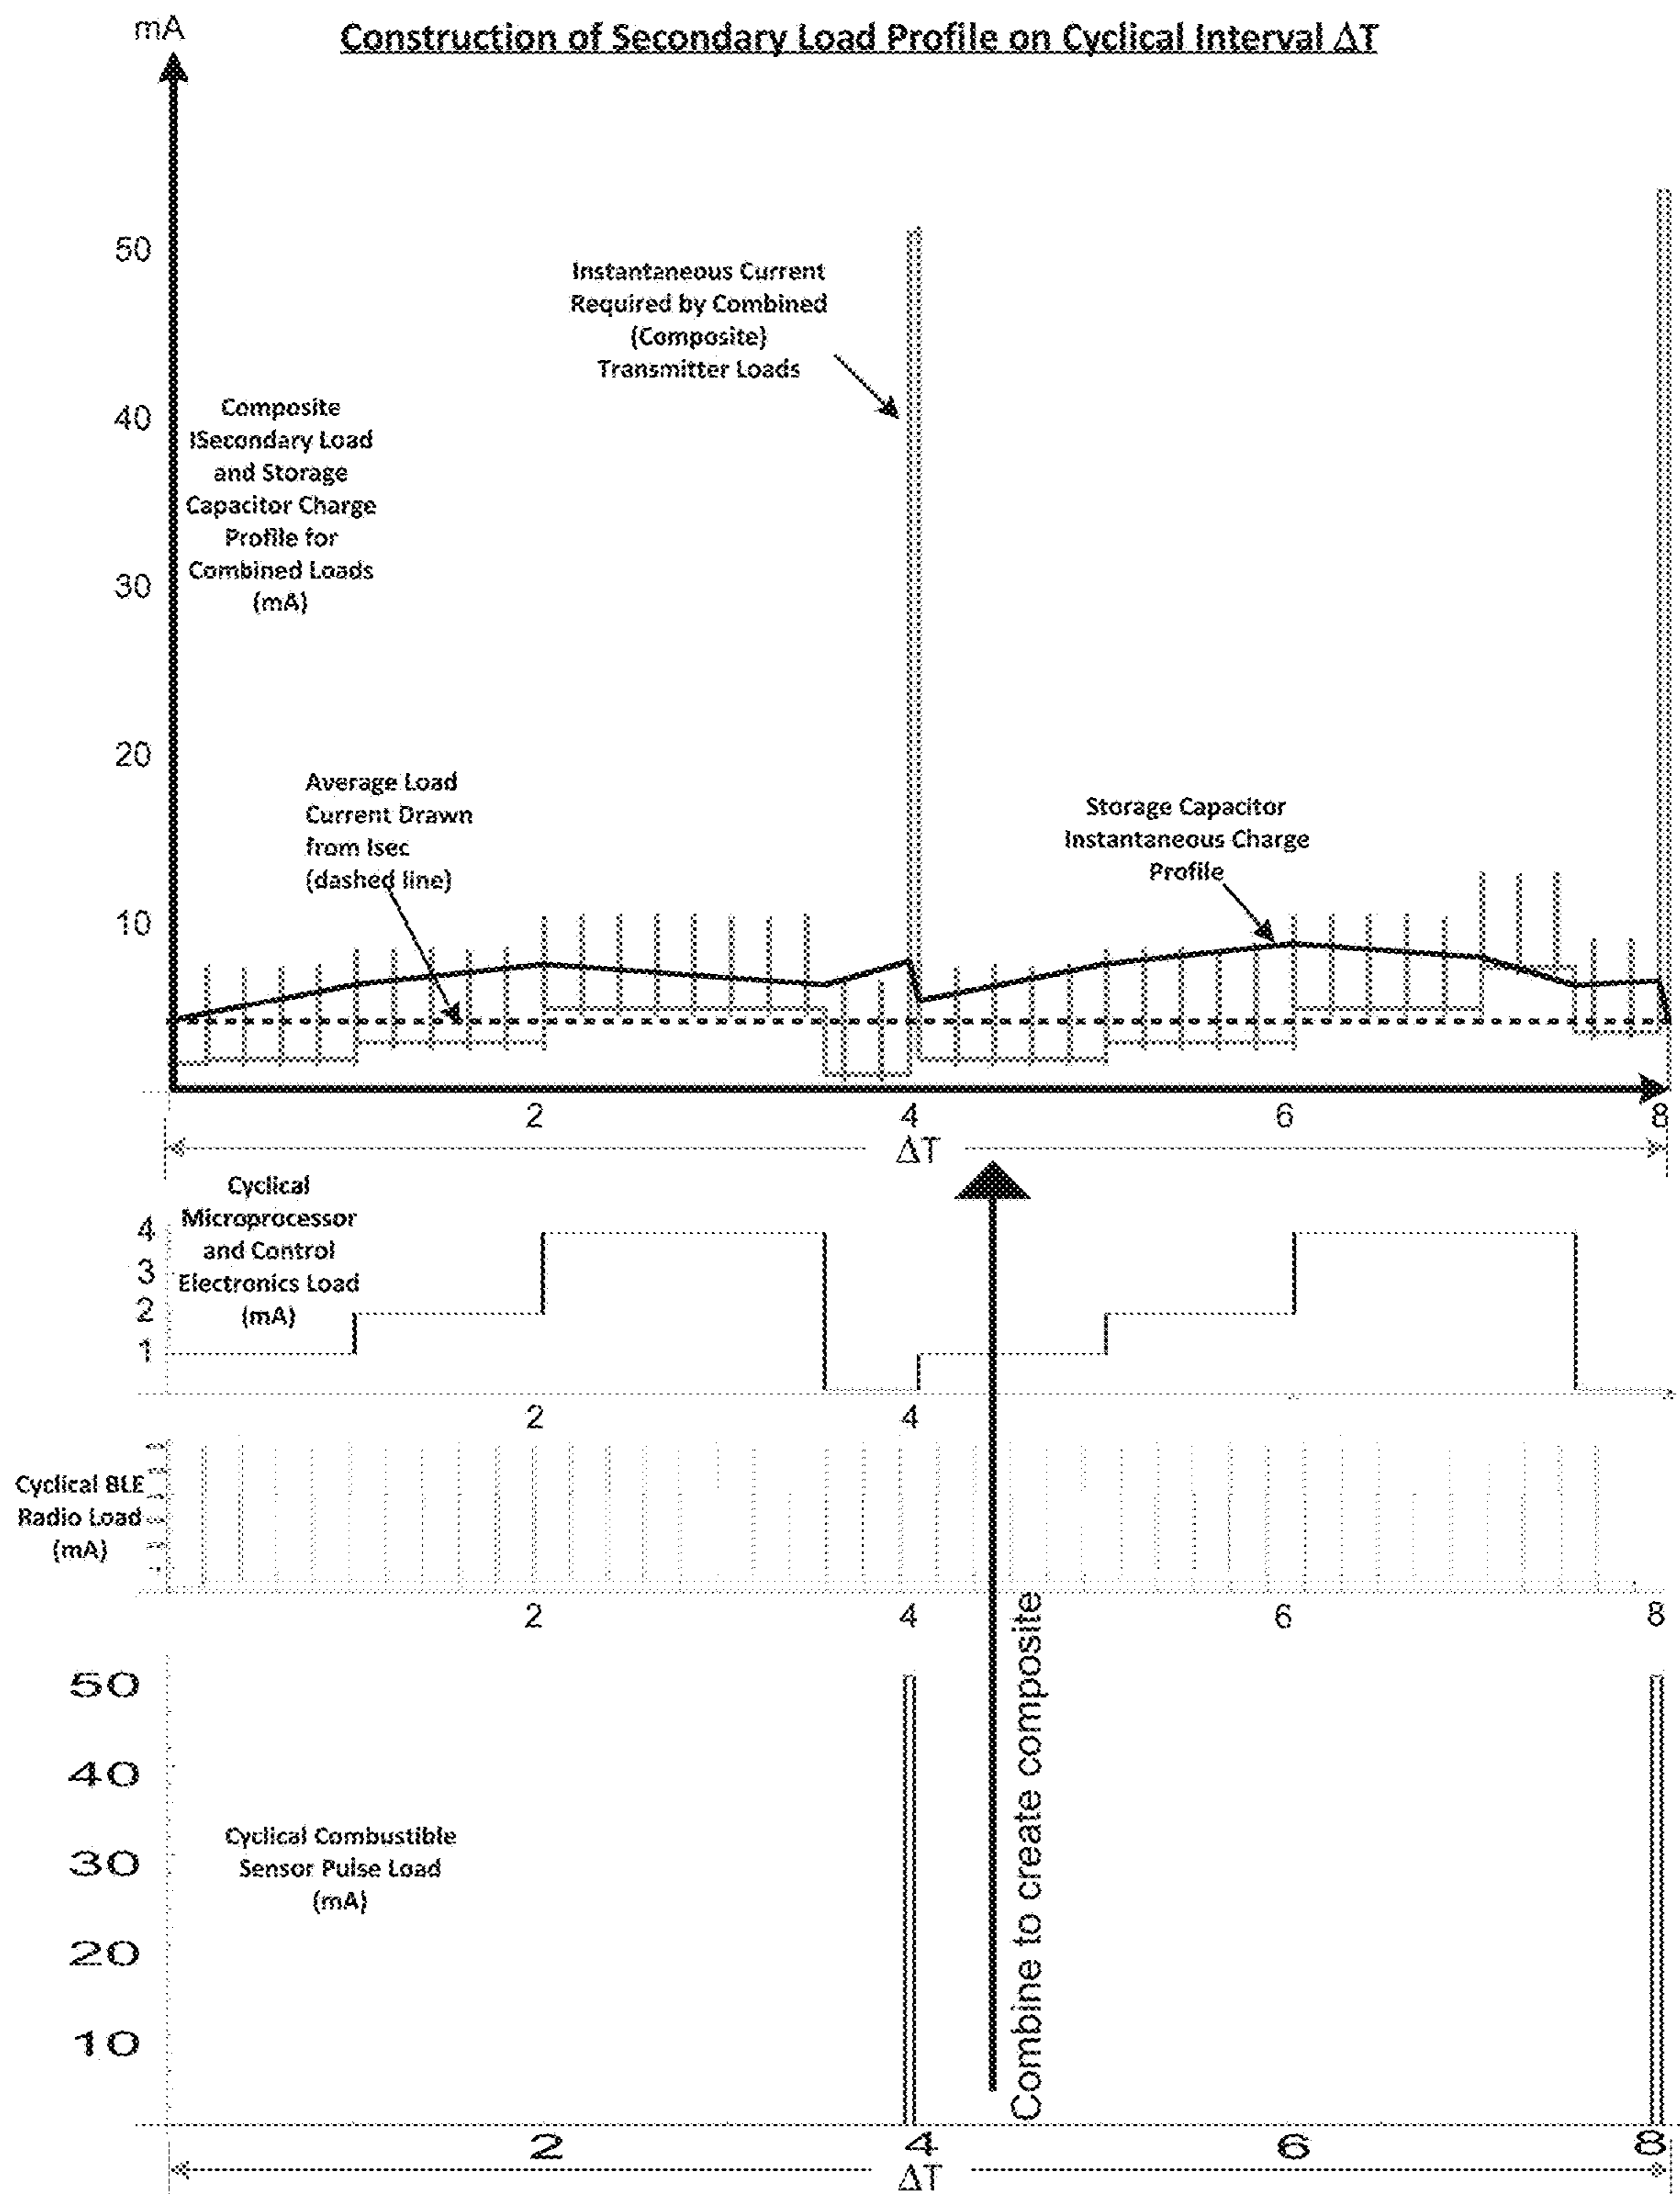 Construction of Secondary Load Profile on Cyclical Interval ΔT
mA
50
40
30
20
10
Instantaneous Current
Required by Combined
(Composite)
Transmitter Loads
Composite
ISecondary Load
and Storage
Capacitor Charge
Profile for
Combined Loads
(mA)
Average Load
Current Drawn
from Isec
(dashed line)
Storage Capacitor
Instantaneous Charge
Profile
2
4
6
8
ΔT
Cyclical
Microprocessor
and Control
Electronics Load
(mA)
4
3
2
1
2
4
Cyclical BLE
Radio Load
(mA)
2
4
6
8
Combine to create composite
50
40
30
20
10
Cyclical Combustible
Sensor Pulse Load
(mA)
2
4
6
8
ΔT